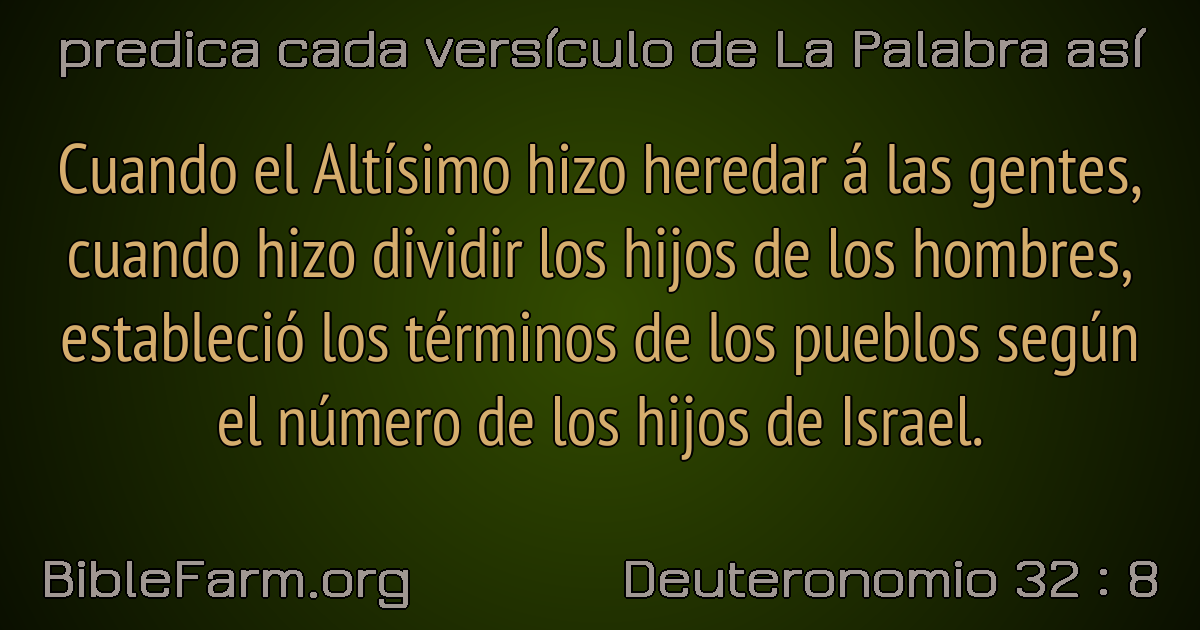 predica cada versículo de La Palabra así
Cuando el Altísimo hizo heredar á las gentes,
cuando hizo dividir los hijos de los hombres,
estableció los términos de los pueblos según
el número de los hijos de Israel.
BibleFarm.org
Deuteronomio 32 : 8